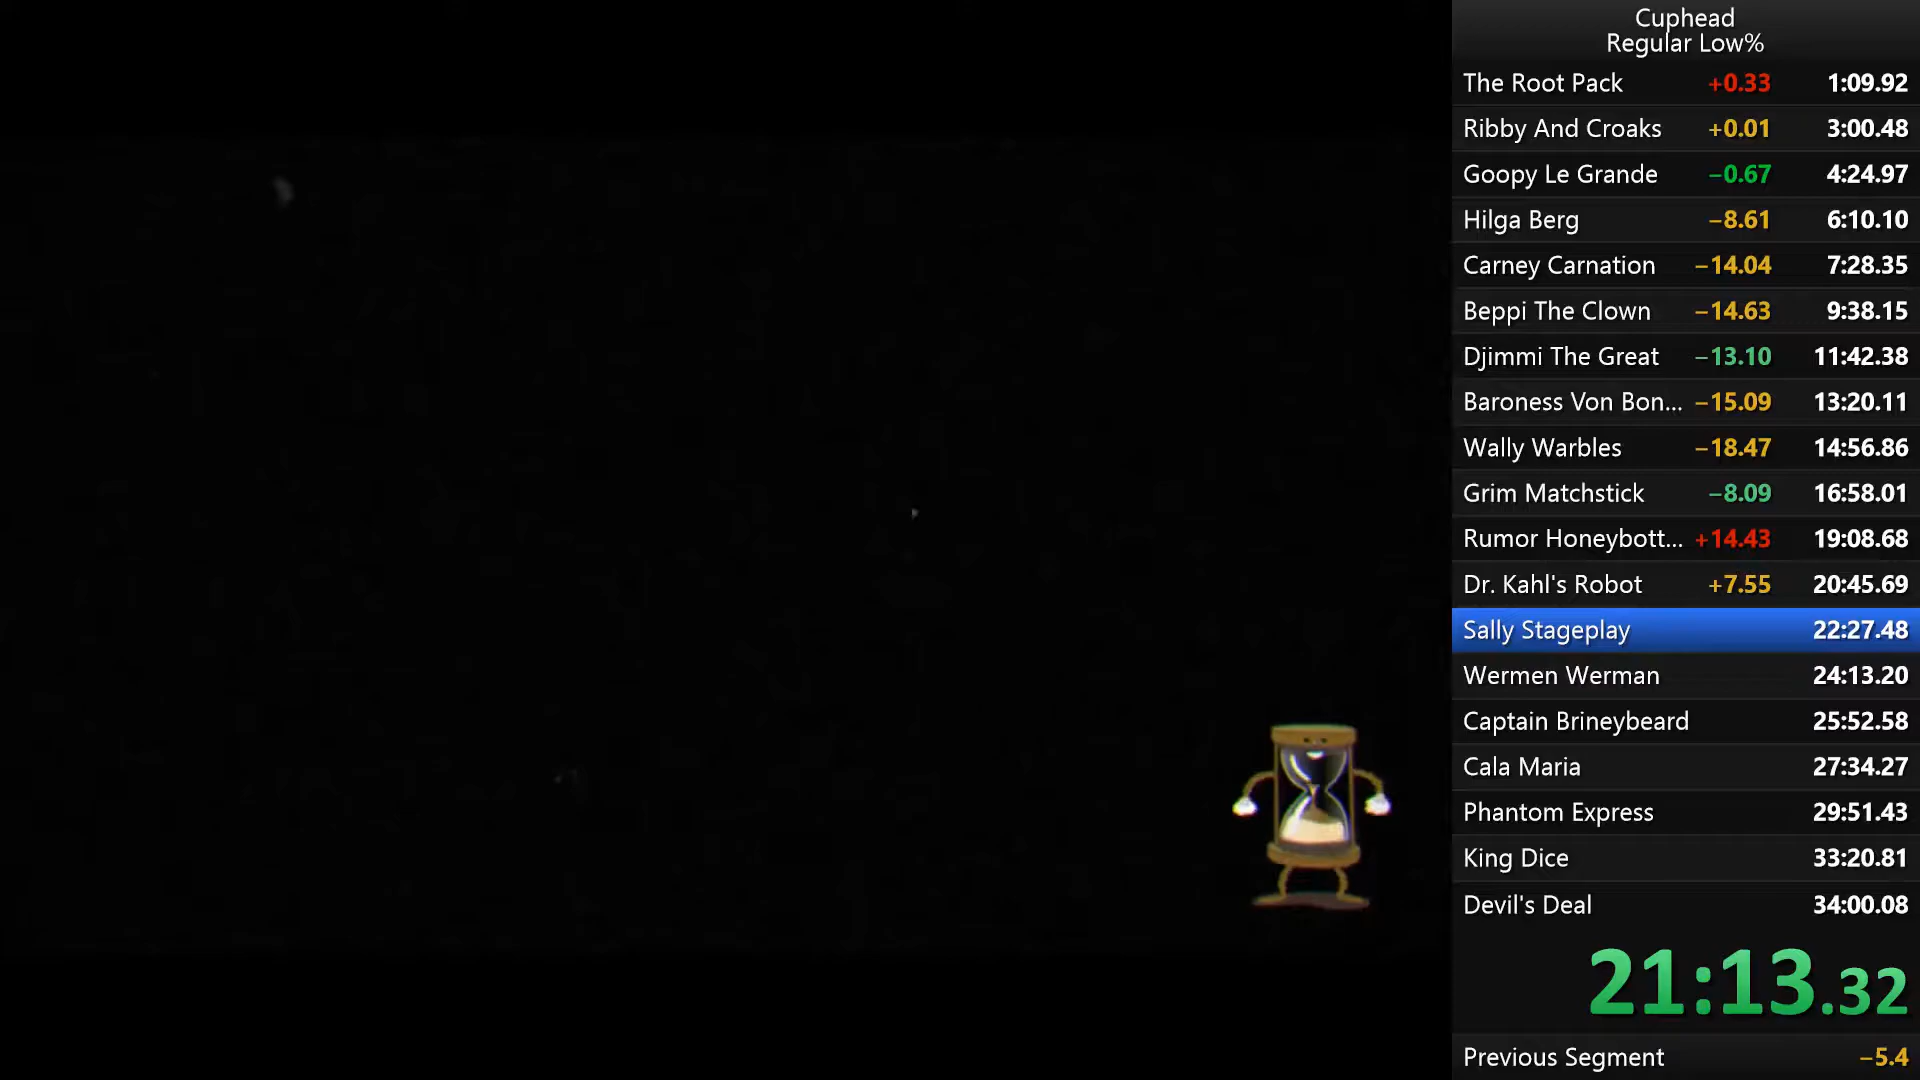 Cuphead
Regular Low%
The Root Pack +0.33 1:09.92
Ribby And Croaks +0.01 3:00.48
Goopy Le Grande −0.67 4:24.97
Hilga Berg −8.61 6:10.10
Carney Carnation −14.04 7:28.35
Beppi The Clown −14.63 9:38.15
Djimmi The Great −13.10 11:42.38
Baroness Von Bon... −15.09 13:20.11
Wally Warbles −18.47 14:56.86
Grim Matchstick −8.09 16:58.01
Rumor Honeybott... +14.43 19:08.68
Dr. Kahl's Robot +7.55 20:45.69
Sally Stageplay 22:27.48
Wermen Werman 24:13.20
Captain Brineybeard 25:52.58
Cala Maria 27:34.27
Phantom Express 29:51.43
King Dice 33:20.81
Devil's Deal 34:00.08
21:13.32
Previous Segment −5.4